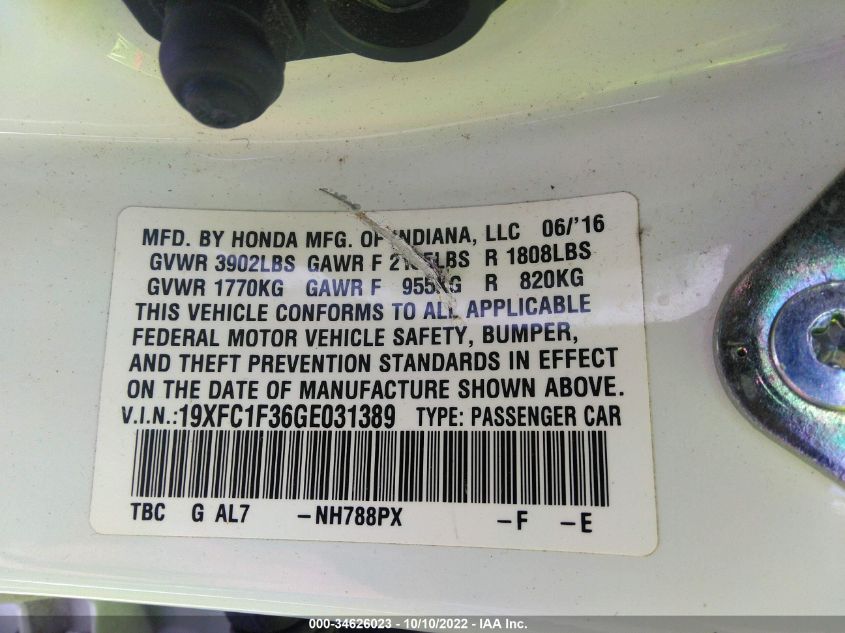 MFD. BY HONDA MFG. OF INDIANA, LLC 06/'16
GVWR 3902LBS GAWR F LBS R 1808LBS
GVWR 1770KG GAWR F 955KG R 820KG
THIS VEHICLE CONFORMS TO ALL APPLICABLE
FEDERAL MOTOR VEHICLE SAFETY, BUMPER,
AND THEFT PREVENTION STANDARDS IN EFFECT
ON THE DATE OF MANUFACTURE SHOWN ABOVE.
V.I.N.:19XFC1F36GE031389 TYPE: PASSENGER CAR
TBC G AL7 -NH788PX -F -E
000-34626023 - 10/10/2022 - IAA Inc.